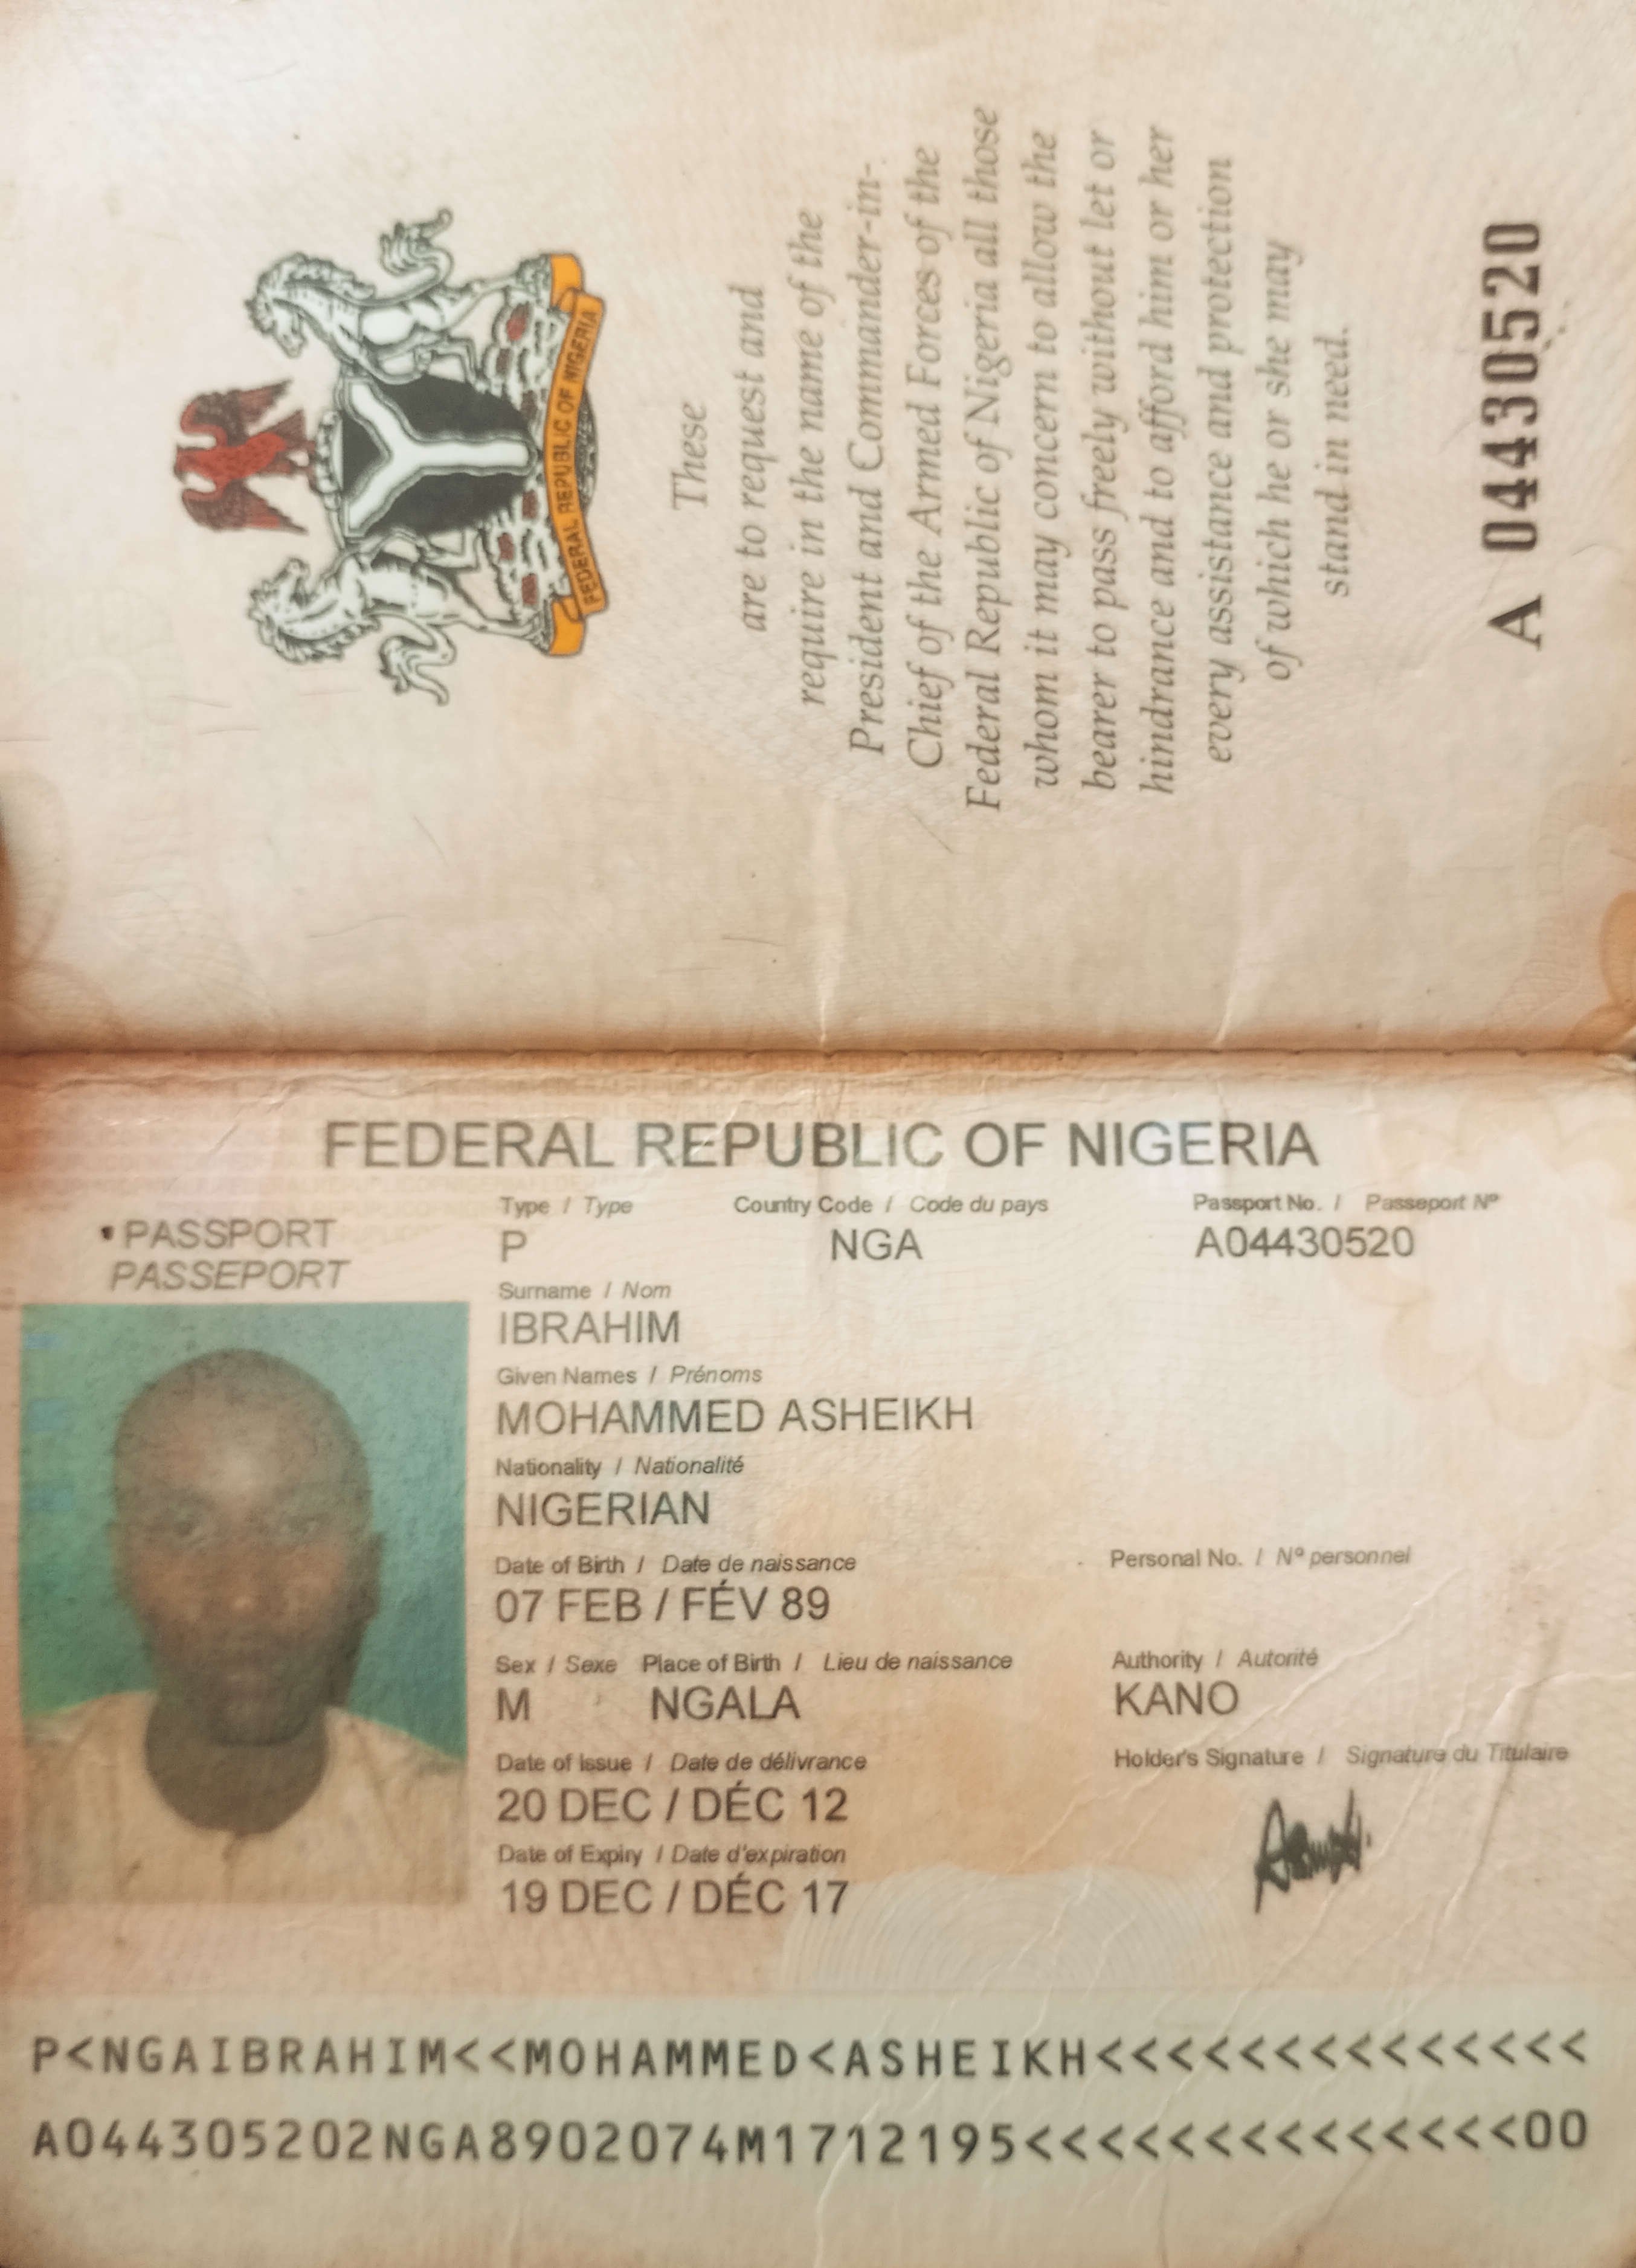 FEDERAL REPUBLIC OF NIGERIA
These
are to request and
require in the name of the
President and Commander-in-
Chief of the Armed Forces of the
Federal Republic of Nigeria all those
whom it may concern to allow the
bearer to pass freely without let or
hindrance and to afford him or her
every assistance and protection
of which he or she may
stand in need.
A 04430520
FEDERAL REPUBLIC OF NIGERIA
PASSPORT
PASSEPORT
Type / Type Country Code / Code du pays Passport No. / Passeport Nº
P NGA A04430520
Surname / Nom
IBRAHIM
Given Names / Prénoms
MOHAMMED ASHEIKH
Nationality / Nationalité
NIGERIAN
Date of Birth / Date de naissance Personal No. / Nº personnel
07 FEB / FÉV 89
Sex / Sexe Place of Birth / Lieu de naissance Authority / Autorité
M NGALA KANO
Date of Issue / Date de délivrance Holder's Signature / Signature du Titulaire
20 DEC / DÉC 12
Date of Expiry / Date d'expiration
19 DEC / DÉC 17
P<NGAIBRAHIM<<MOHAMMED<ASHEIKH<<<<<<<<<<<<<<
A044305202NGA8902074M1712195<<<<<<<<<<<<<<00